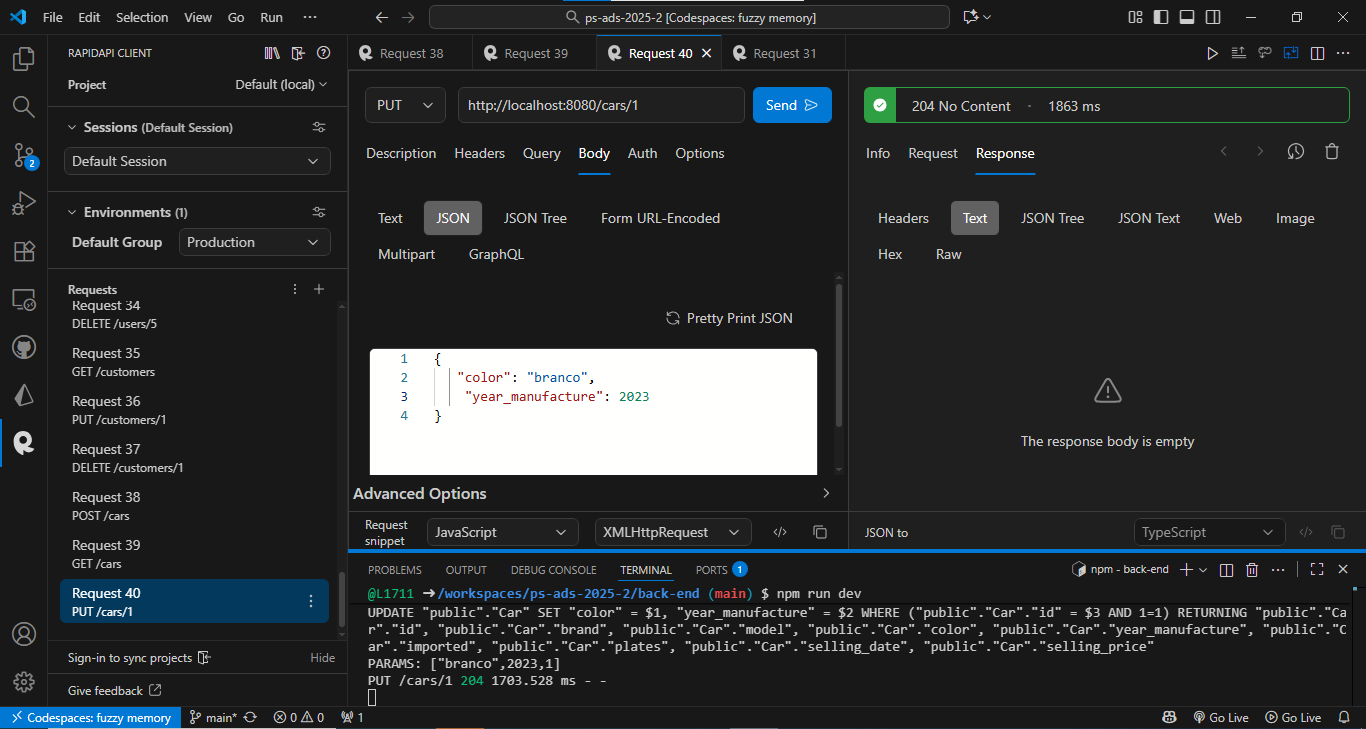 File Edit Selection View Go Run ···
ps-ads-2025-2 [Codespaces: fuzzy memory]
RAPIDAPI CLIENT
Project Default (local)
Sessions (Default Session)
Default Session
Environments (1)
Default Group Production
Requests
Request 34
DELETE /users/5
Request 35
GET /customers
Request 36
PUT /customers/1
Request 37
DELETE /customers/1
Request 38
POST /cars
Request 39
GET /cars
Request 40
PUT /cars/1
Sign-in to sync projects Hide
Give feedback
Request 38 Request 39 Request 40 Request 31
PUT http://localhost:8080/cars/1 Send
Description Headers Query Body Auth Options
Text JSON JSON Tree Form URL-Encoded
Multipart GraphQL
Pretty Print JSON
1 {
2 "color": "branco",
3 "year_manufacture": 2023
4 }
Advanced Options
Request snippet JavaScript XMLHttpRequest
204 No Content · 1863 ms
Info Request Response
Headers Text JSON Tree JSON Text Web Image
Hex Raw
The response body is empty
JSON to TypeScript
PROBLEMS OUTPUT DEBUG CONSOLE TERMINAL PORTS 1
npm - back-end
@L1711 ➜/workspaces/ps-ads-2025-2/back-end (main) $ npm run dev
UPDATE "public"."Car" SET "color" = $1, "year_manufacture" = $2 WHERE ("public"."Car"."id" = $3 AND 1=1) RETURNING "public"."Ca
r"."id", "public"."Car"."brand", "public"."Car"."model", "public"."Car"."color", "public"."Car"."year_manufacture", "public"."C
ar"."imported", "public"."Car"."plates", "public"."Car"."selling_date", "public"."Car"."selling_price"
PARAMS: ["branco",2023,1]
PUT /cars/1 204 1703.528 ms - -
2
Codespaces: fuzzy memory main* 0 0 1 Go Live Go Live